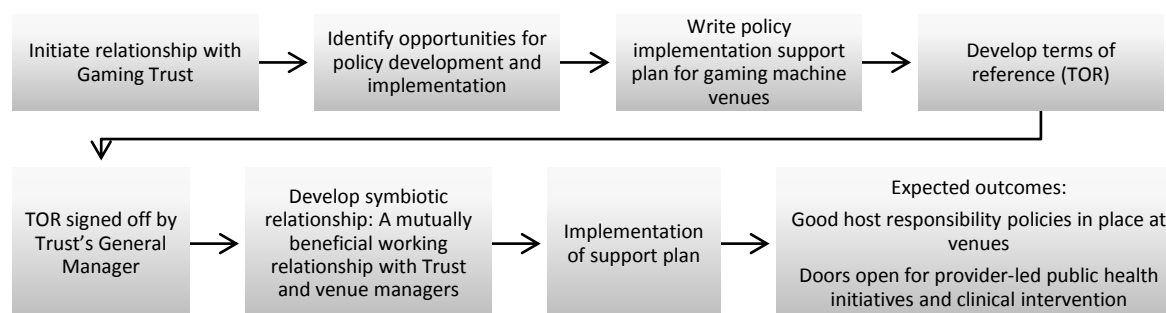 Initiate relationship with
Gaming Trust
Identify opportunities for
policy development and
implementation
Write policy
implementation support
plan for gaming machine
venues
Develop terms of
reference (TOR)
TOR signed off by
Trust's General
Manager
Develop symbiotic
relationship: A mutually
beneficial working
relationship with Trust
and venue managers
Implementation
of support plan
Expected outcomes:
Good host responsibility policies in place at
venues
Doors open for provider-led public health
initiatives and clinical intervention